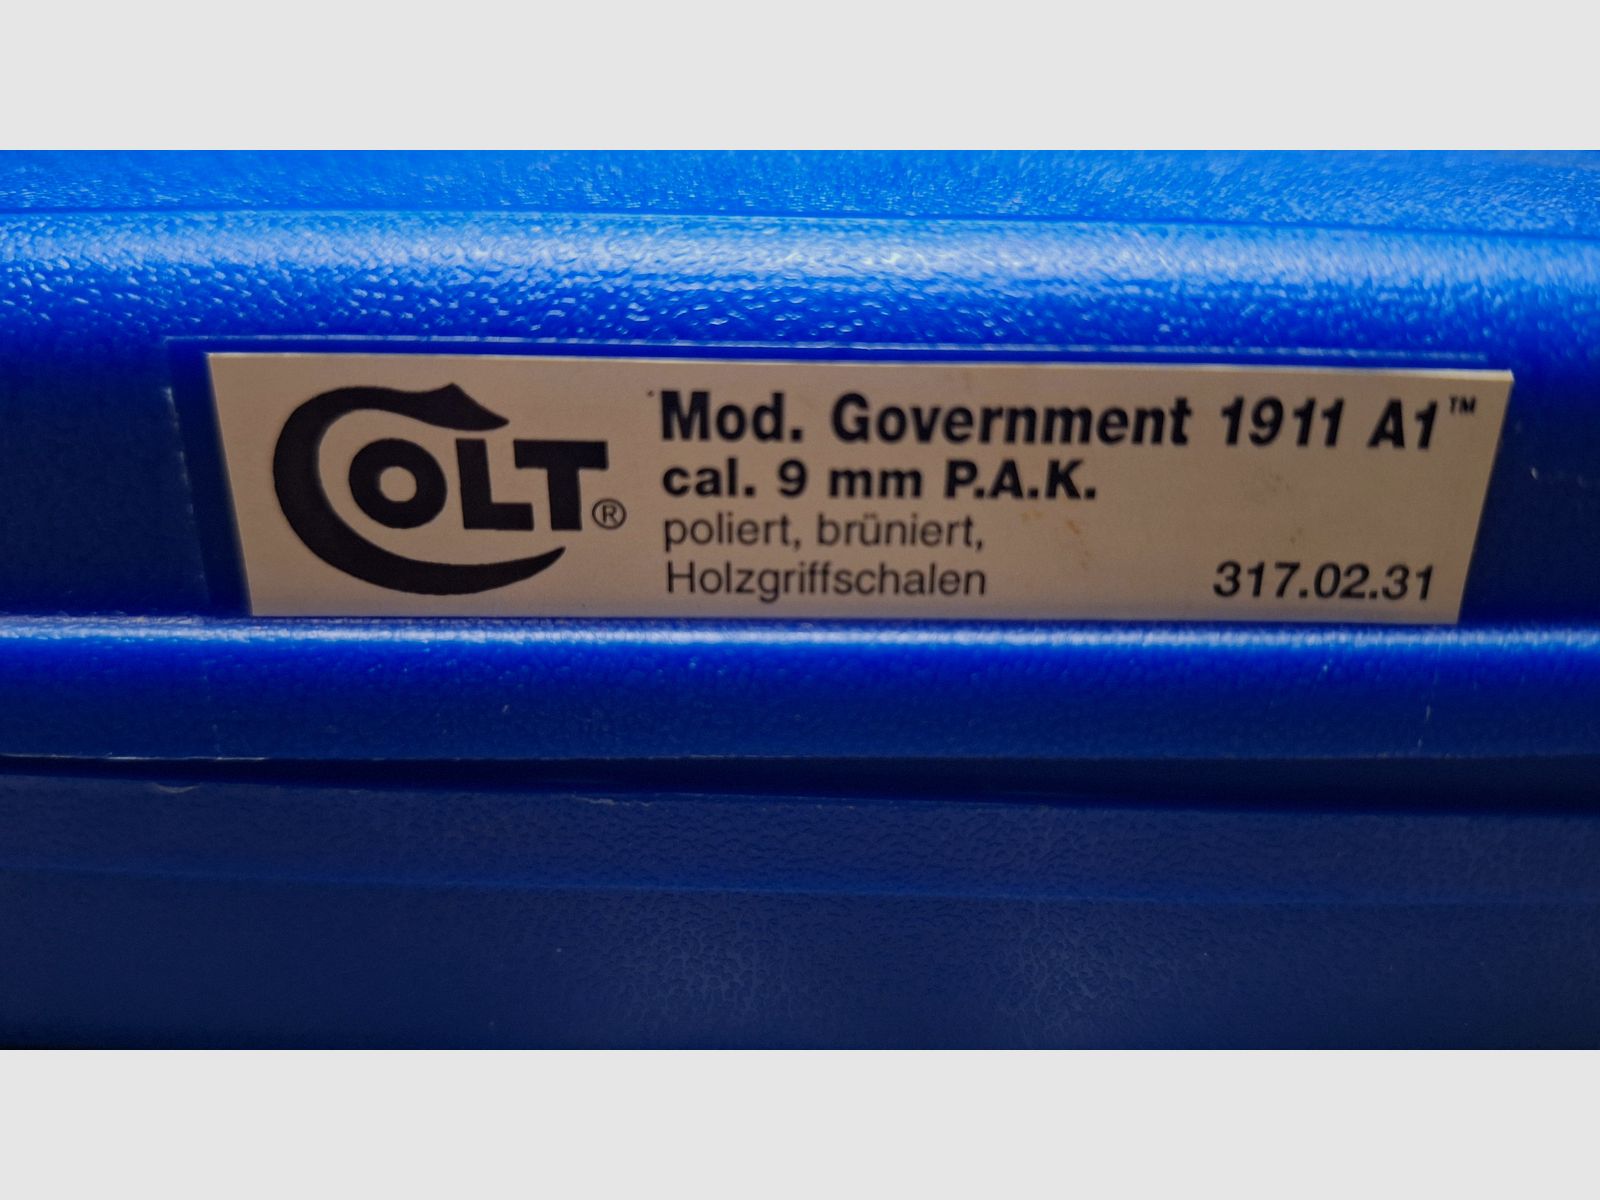 COLT®
Mod. Government 1911 A1™
cal. 9 mm P.A.K.
poliert, brüniert,
Holzgriffschalen
317.02.31